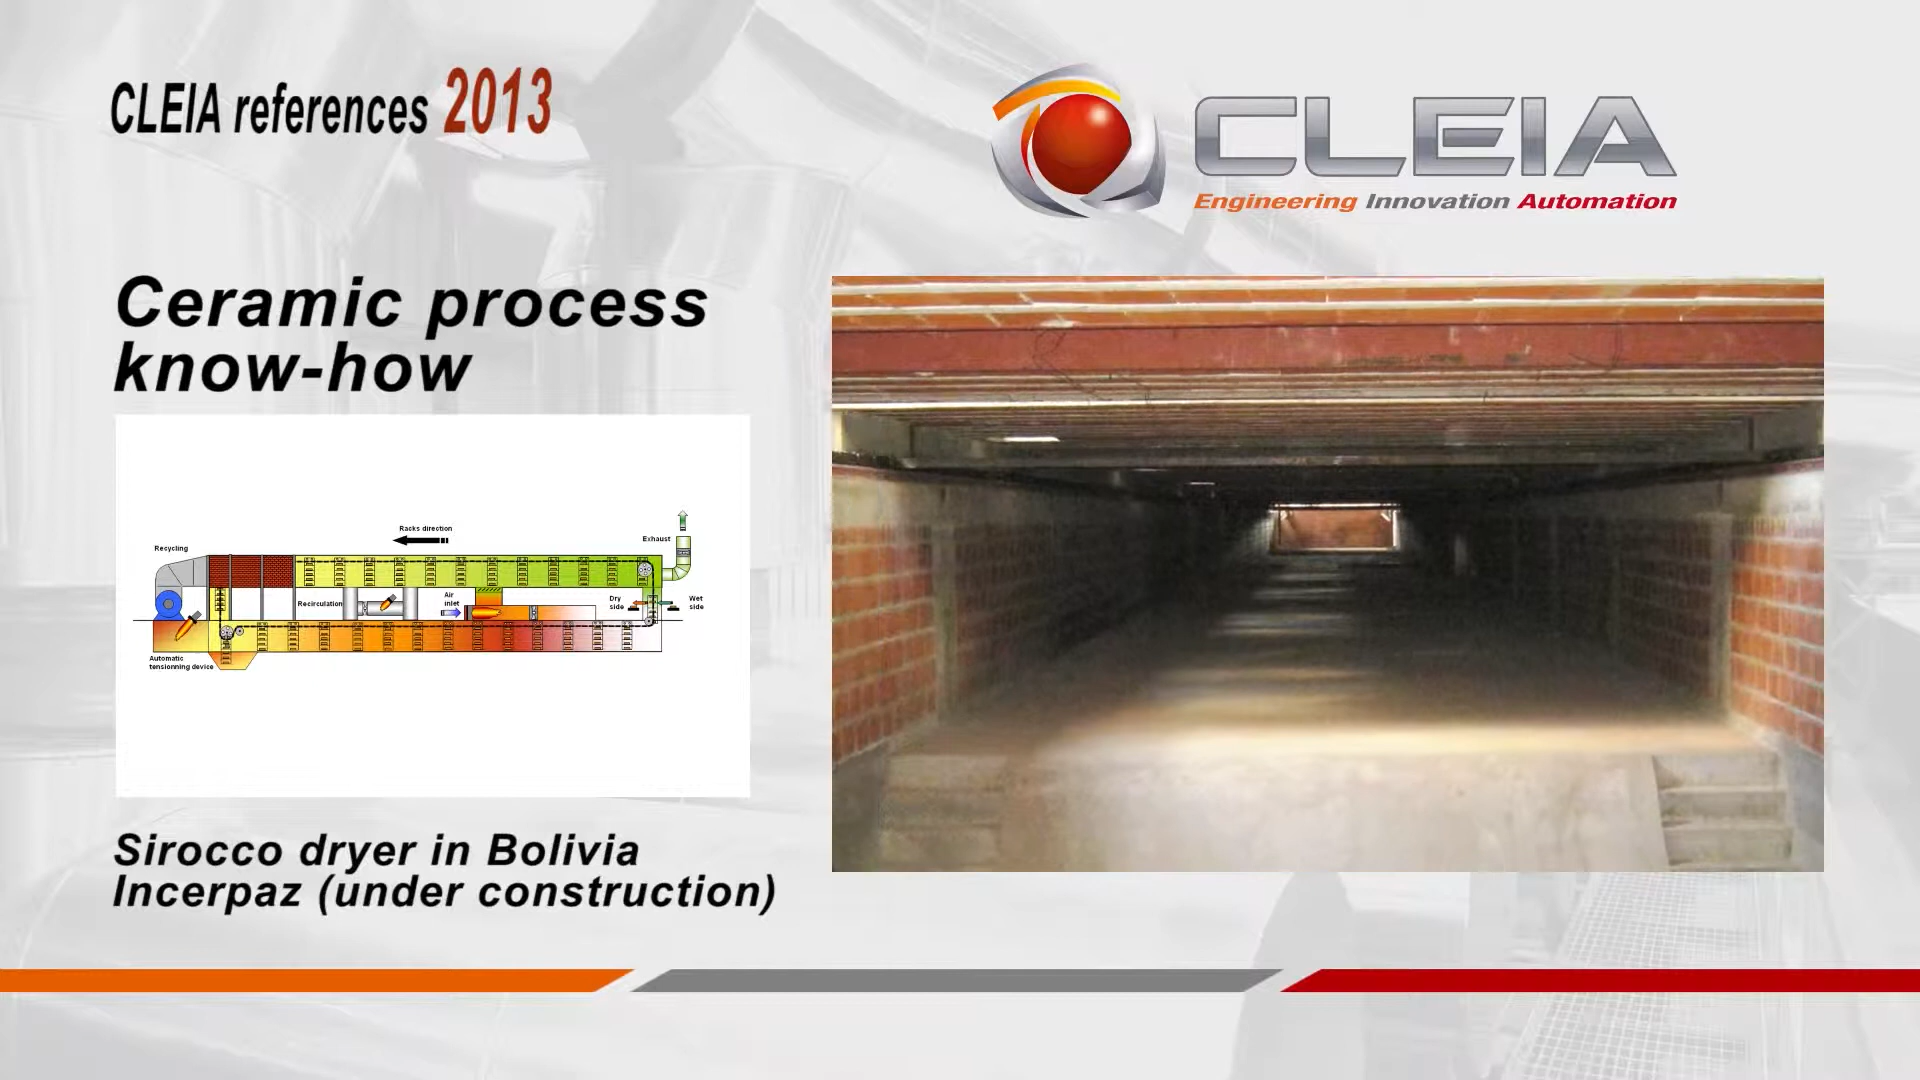 CLEIA references 2013
CLEIA
Engineering Innovation Automation
Ceramic process
know-how
Racks direction
Recycling
Exhaust
Recirculation
Air
inlet
Dry
side
Wet
side
Automatic
tensionning device
Sirocco dryer in Bolivia
Incerpaz (under construction)